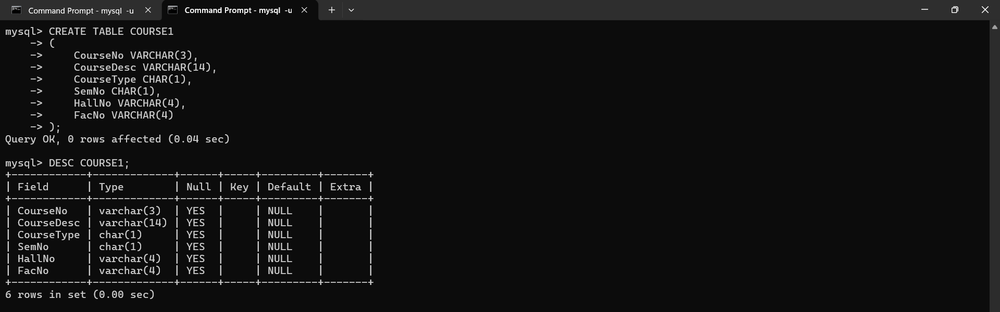 Command Prompt - mysql  -u
Command Prompt - mysql  -u
mysql> CREATE TABLE COURSE1
    -> (
    ->     CourseNo VARCHAR(3),
    ->     CourseDesc VARCHAR(14),
    ->     CourseType CHAR(1),
    ->     SemNo CHAR(1),
    ->     HallNo VARCHAR(4),
    ->     FacNo VARCHAR(4)
    -> );
Query OK, 0 rows affected (0.04 sec)
mysql> DESC COURSE1;
+------------+-------------+------+-----+---------+-------+
| Field      | Type        | Null | Key | Default | Extra |
+------------+-------------+------+-----+---------+-------+
| CourseNo   | varchar(3)  | YES  |     | NULL    |       |
| CourseDesc | varchar(14) | YES  |     | NULL    |       |
| CourseType | char(1)     | YES  |     | NULL    |       |
| SemNo      | char(1)     | YES  |     | NULL    |       |
| HallNo     | varchar(4)  | YES  |     | NULL    |       |
| FacNo      | varchar(4)  | YES  |     | NULL    |       |
+------------+-------------+------+-----+---------+-------+
6 rows in set (0.00 sec)